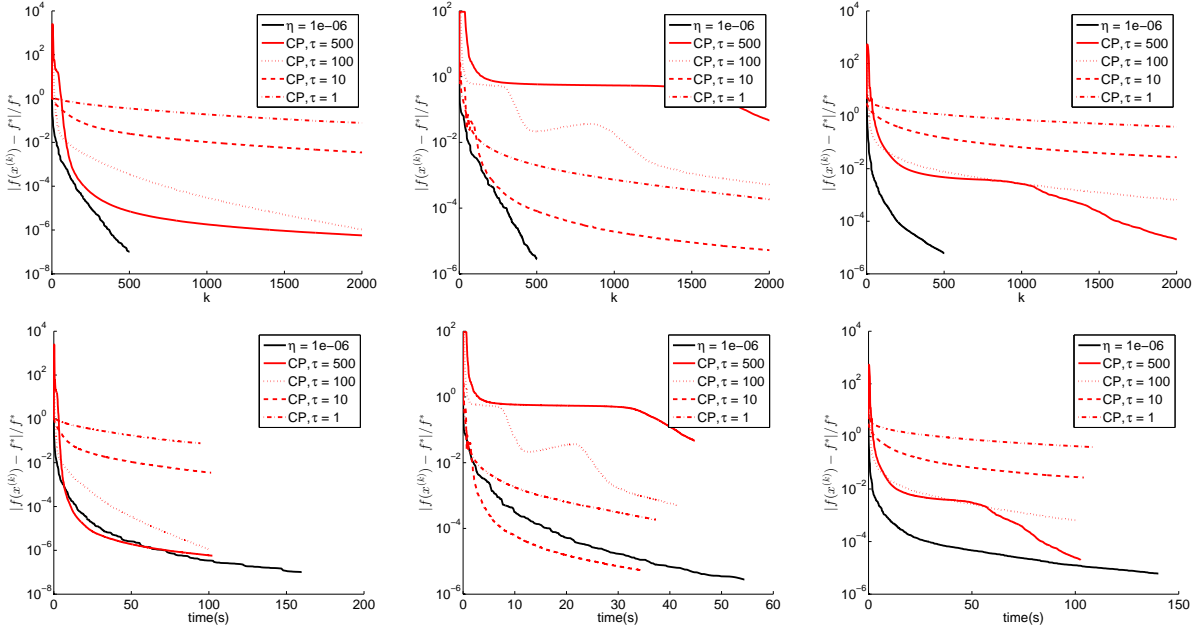 10^4
10^2
10^0
10^-2
10^-4
10^-6
10^-8
|f(x^(k)) − f*|/f*
0
500
1000
1500
2000
k
η = 1e−06
CP, τ = 500
CP, τ = 100
CP, τ = 10
CP, τ = 1
10^2
10^0
10^-2
10^-4
10^-6
|f(x^(k)) − f*|/f*
0
500
1000
1500
2000
k
η = 1e−06
CP, τ = 500
CP, τ = 100
CP, τ = 10
CP, τ = 1
10^4
10^2
10^0
10^-2
10^-4
10^-6
|f(x^(k)) − f*|/f*
0
500
1000
1500
2000
k
η = 1e−06
CP, τ = 500
CP, τ = 100
CP, τ = 10
CP, τ = 1
10^4
10^2
10^0
10^-2
10^-4
10^-6
10^-8
|f(x^(k)) − f*|/f*
0
50
100
150
200
time(s)
η = 1e−06
CP, τ = 500
CP, τ = 100
CP, τ = 10
CP, τ = 1
10^2
10^0
10^-2
10^-4
10^-6
|f(x^(k)) − f*|/f*
0
10
20
30
40
50
60
time(s)
η = 1e−06
CP, τ = 500
CP, τ = 100
CP, τ = 10
CP, τ = 1
10^4
10^2
10^0
10^-2
10^-4
10^-6
|f(x^(k)) − f*|/f*
0
50
100
150
time(s)
η = 1e−06
CP, τ = 500
CP, τ = 100
CP, τ = 10
CP, τ = 1